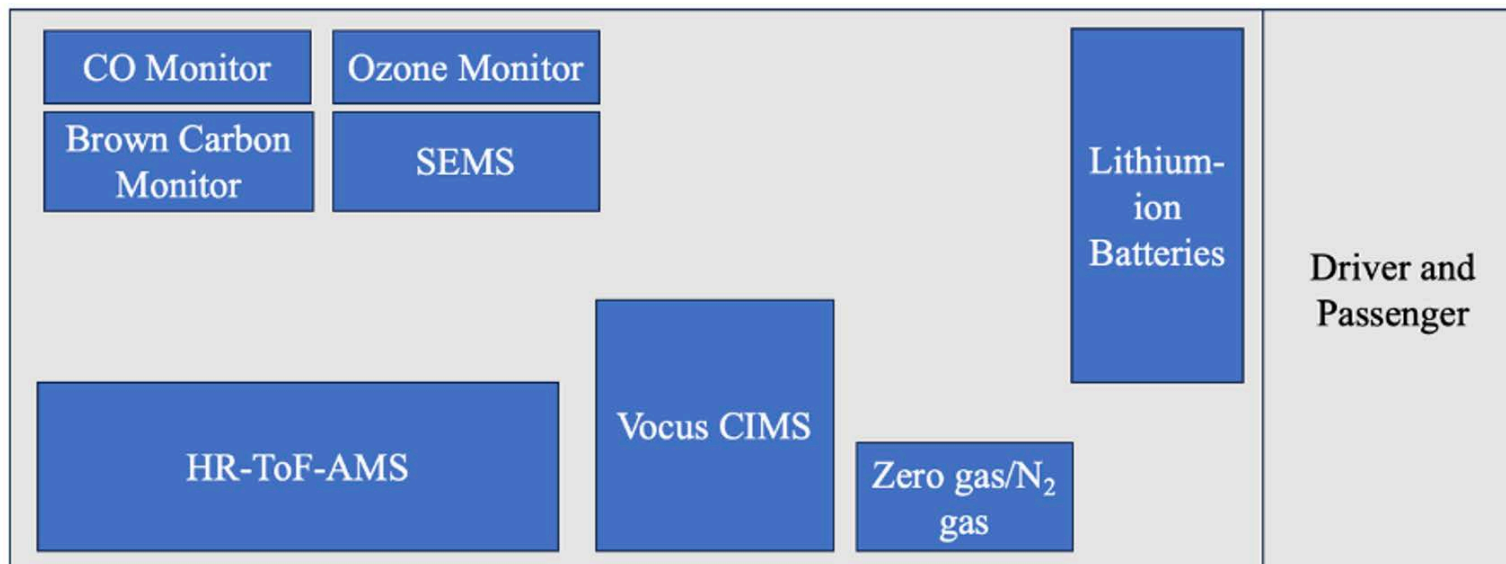 CO Monitor
Ozone Monitor
Brown Carbon
Monitor
SEMS
Lithium-
ion
Batteries
Driver and
Passenger
HR-ToF-AMS
Vocus CIMS
Zero gas/N₂
gas